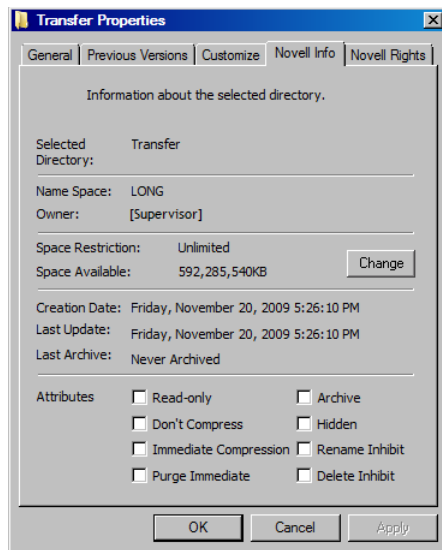 Transfer Properties
General Previous Versions Customize Novell Info Novell Rights
Information about the selected directory.
Selected Directory: Transfer
Name Space: LONG
Owner: [Supervisor]
Space Restriction: Unlimited
Space Available: 592,285,540KB
Change
Creation Date: Friday, November 20, 2009 5:26:10 PM
Last Update: Friday, November 20, 2009 5:26:10 PM
Last Archive: Never Archived
Attributes Read-only Archive
Don't Compress Hidden
Immediate Compression Rename Inhibit
Purge Immediate Delete Inhibit
OK Cancel Apply